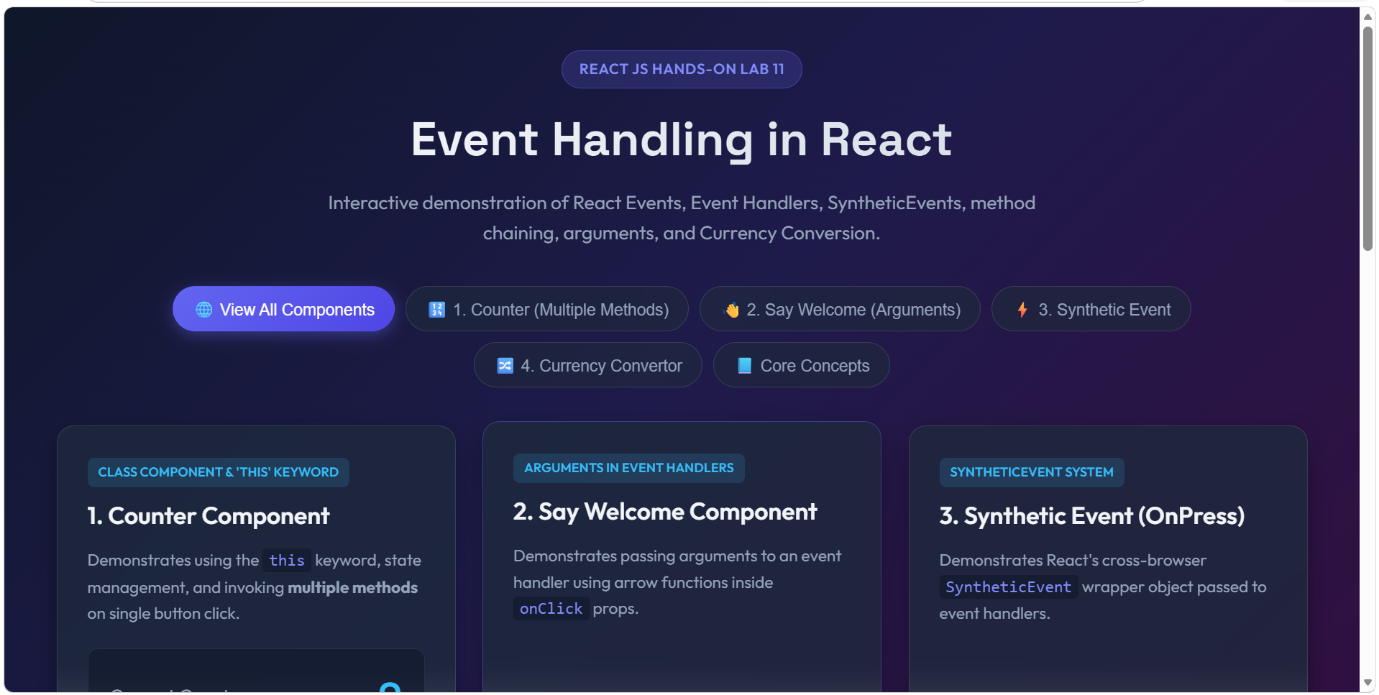 REACT JS HANDS-ON LAB 11
Event Handling in React
Interactive demonstration of React Events, Event Handlers, SyntheticEvents, method
chaining, arguments, and Currency Conversion.
View All Components
1. Counter (Multiple Methods)
2. Say Welcome (Arguments)
3. Synthetic Event
4. Currency Convertor
Core Concepts
CLASS COMPONENT & 'THIS' KEYWORD
1. Counter Component
Demonstrates using the this keyword, state
management, and invoking multiple methods
on single button click.
ARGUMENTS IN EVENT HANDLERS
2. Say Welcome Component
Demonstrates passing arguments to an event
handler using arrow functions inside
onClick props.
SYNTHETICEVENT SYSTEM
3. Synthetic Event (OnPress)
Demonstrates React's cross-browser
SyntheticEvent wrapper object passed to
event handlers.